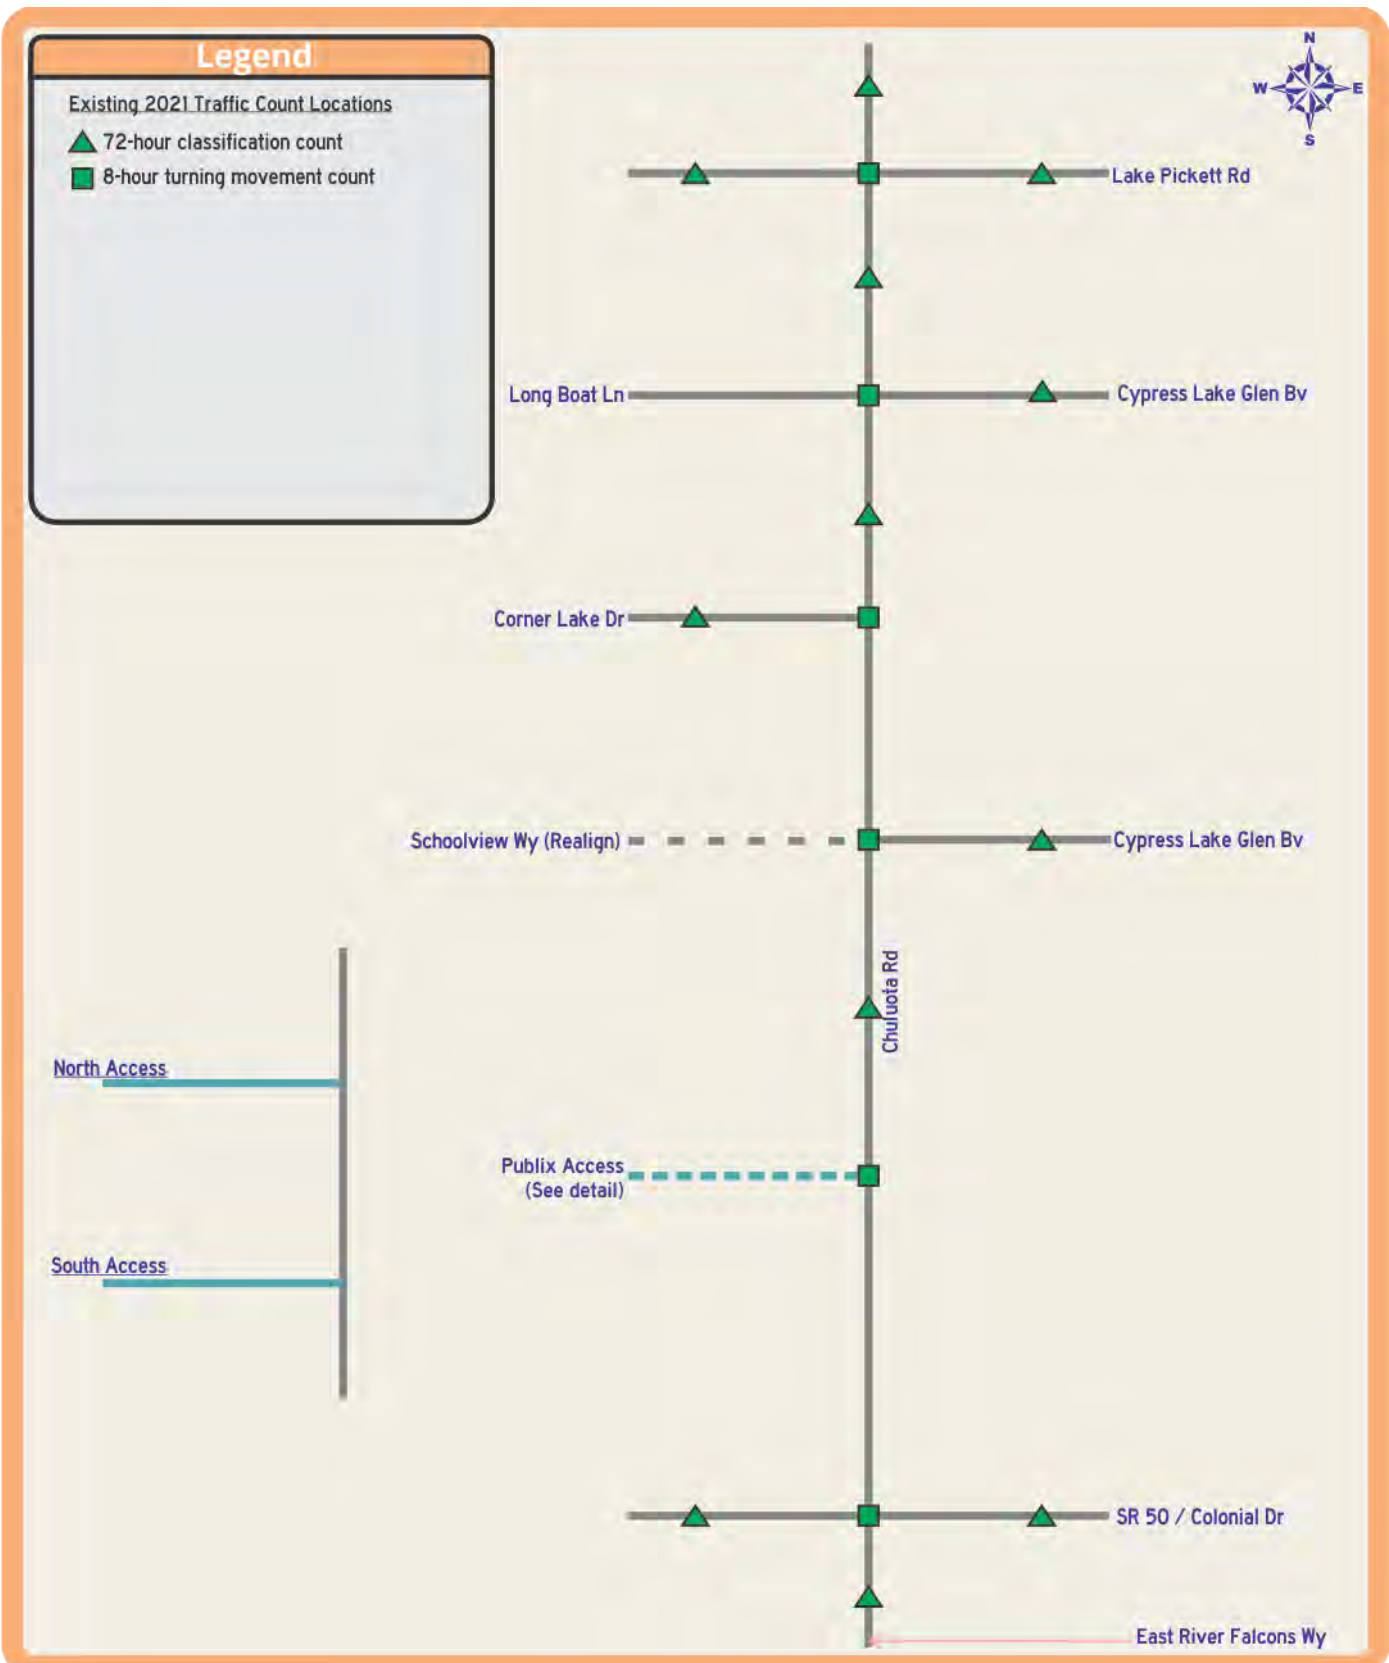 Legend
Existing 2021 Traffic Count Locations
72-hour classification count
8-hour turning movement count
N
W
E
S
Lake Pickett Rd
Long Boat Ln
Cypress Lake Glen Bv
Corner Lake Dr
Schoolview Wy (Realign)
Cypress Lake Glen Bv
Chuluota Rd
North Access
Publix Access
(See detail)
South Access
SR 50 / Colonial Dr
East River Falcons Wy